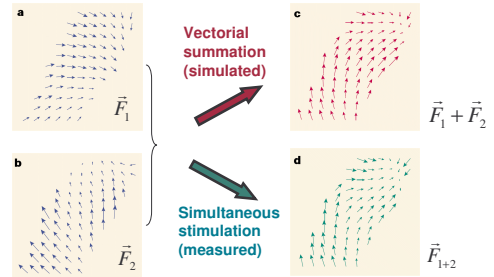 a
F⃗₁
b
F⃗₂
Vectorial
summation
(simulated)
Simultaneous
stimulation
(measured)
c
F⃗₁ + F⃗₂
d
F⃗₁₊₂